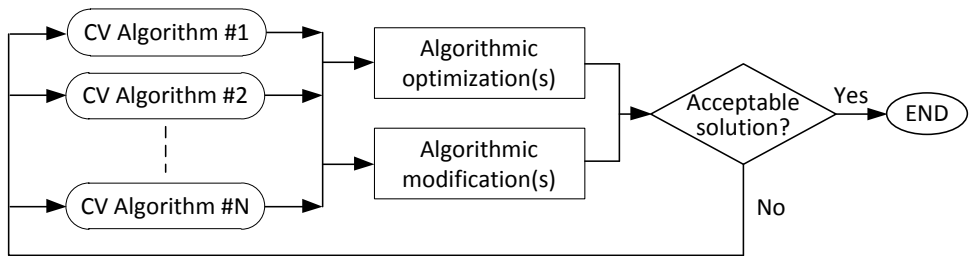 CV Algorithm #1
CV Algorithm #2
CV Algorithm #N
Algorithmic
optimization(s)
Algorithmic
modification(s)
Acceptable
solution?
Yes
END
No